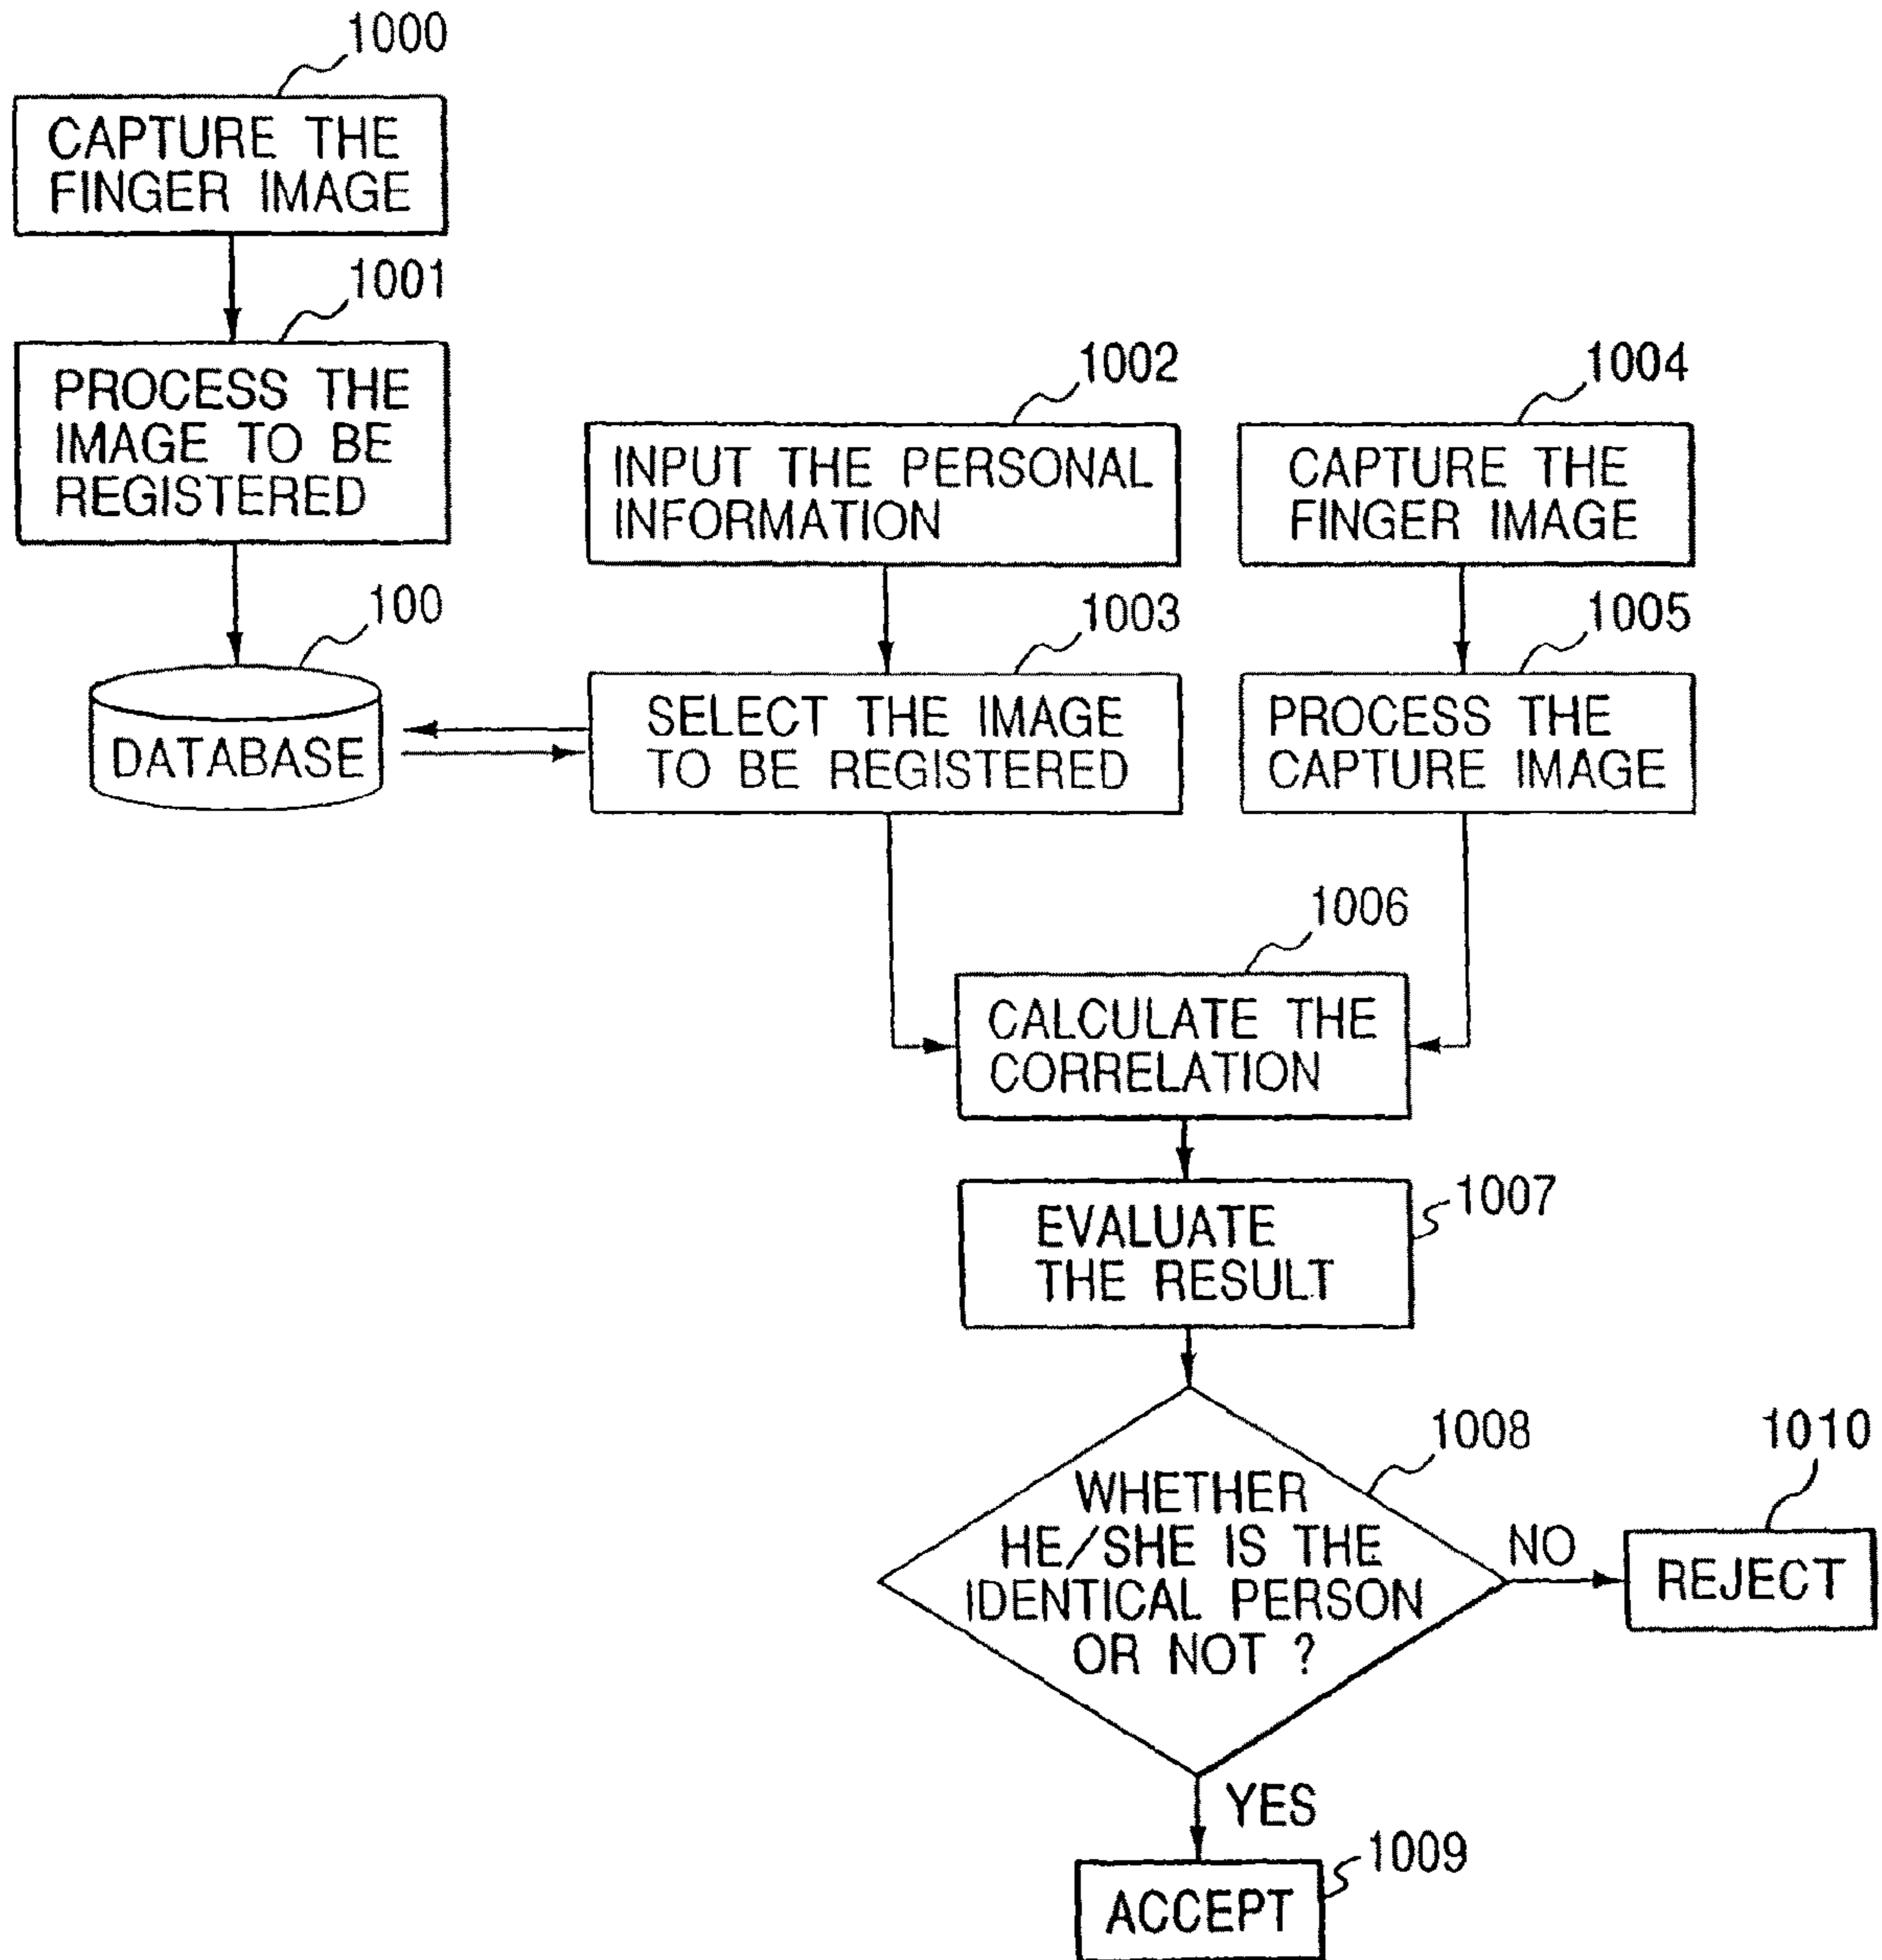 1000
CAPTURE THE
FINGER IMAGE
1001
PROCESS THE
IMAGE TO BE
REGISTERED
100
DATABASE
1002
INPUT THE PERSONAL
INFORMATION
1003
SELECT THE IMAGE
TO BE REGISTERED
1004
CAPTURE THE
FINGER IMAGE
1005
PROCESS THE
CAPTURE IMAGE
1006
CALCULATE THE
CORRELATION
1007
EVALUATE
THE RESULT
1008
WHETHER
HE/SHE IS THE
IDENTICAL PERSON
OR NOT ?
NO
1010
REJECT
YES
1009
ACCEPT